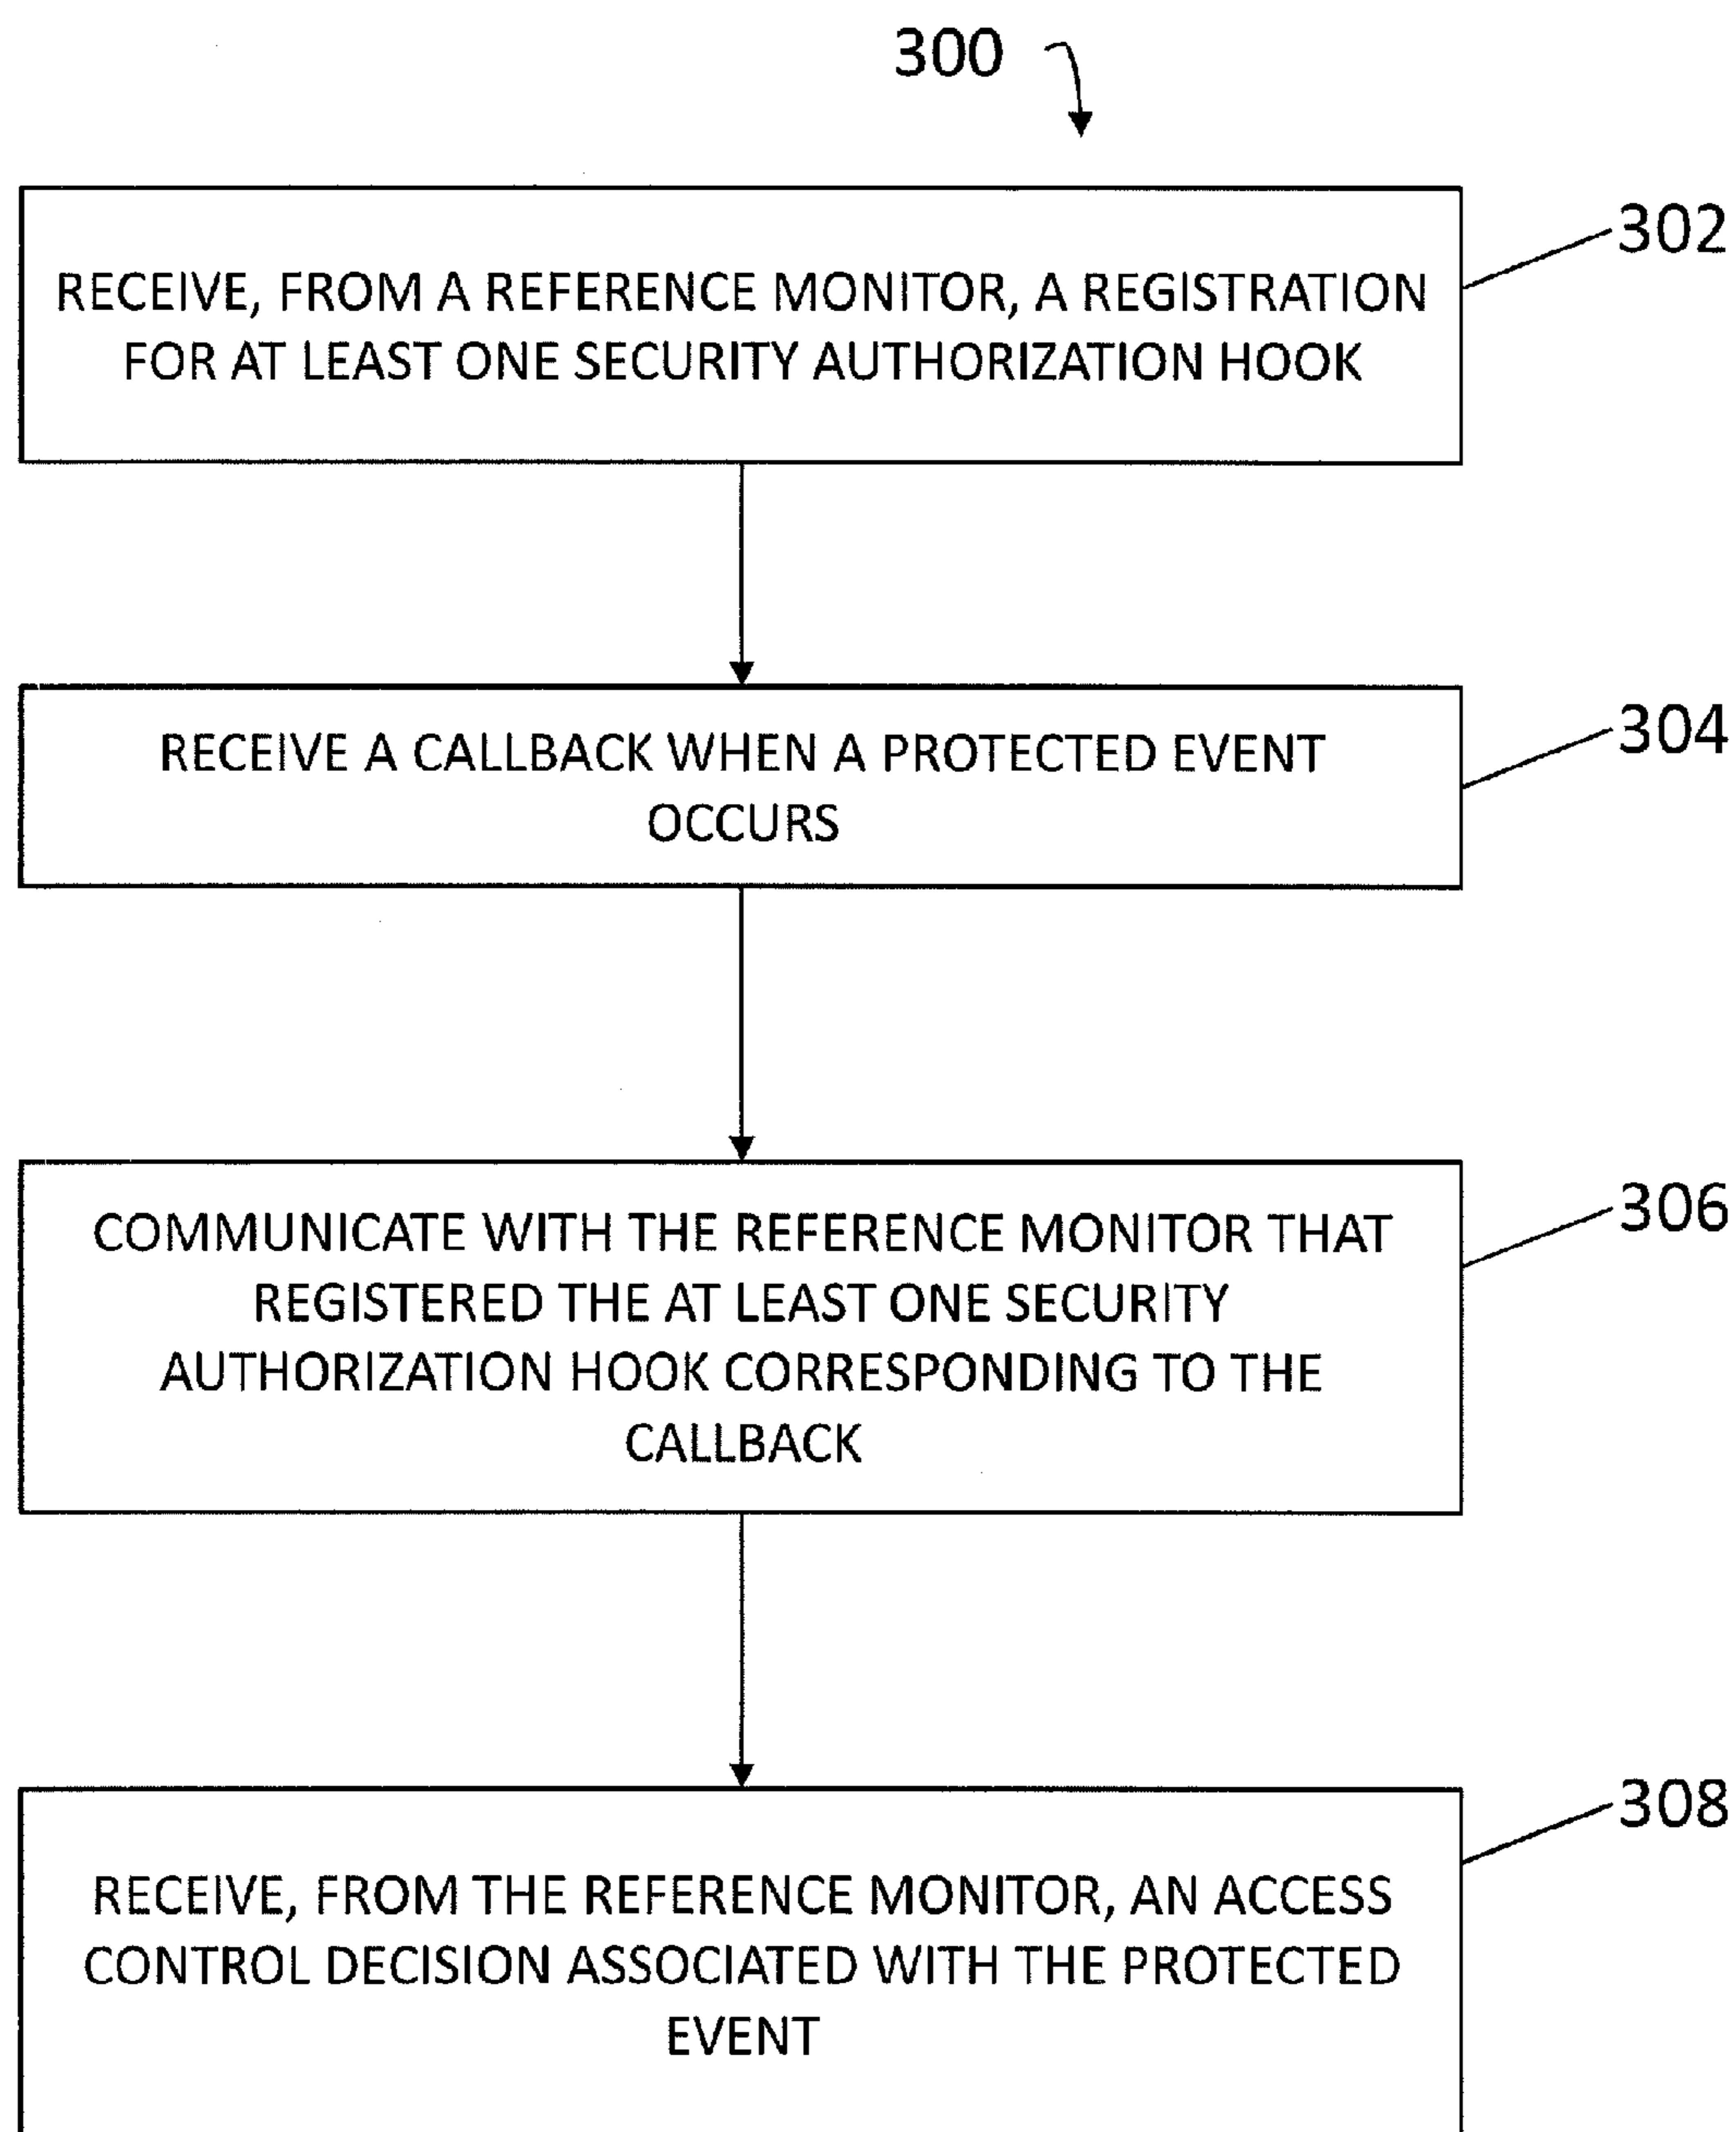 300
302
RECEIVE, FROM A REFERENCE MONITOR, A REGISTRATION
FOR AT LEAST ONE SECURITY AUTHORIZATION HOOK
304
RECEIVE A CALLBACK WHEN A PROTECTED EVENT
OCCURS
306
COMMUNICATE WITH THE REFERENCE MONITOR THAT
REGISTERED THE AT LEAST ONE SECURITY
AUTHORIZATION HOOK CORRESPONDING TO THE
CALLBACK
308
RECEIVE, FROM THE REFERENCE MONITOR, AN ACCESS
CONTROL DECISION ASSOCIATED WITH THE PROTECTED
EVENT